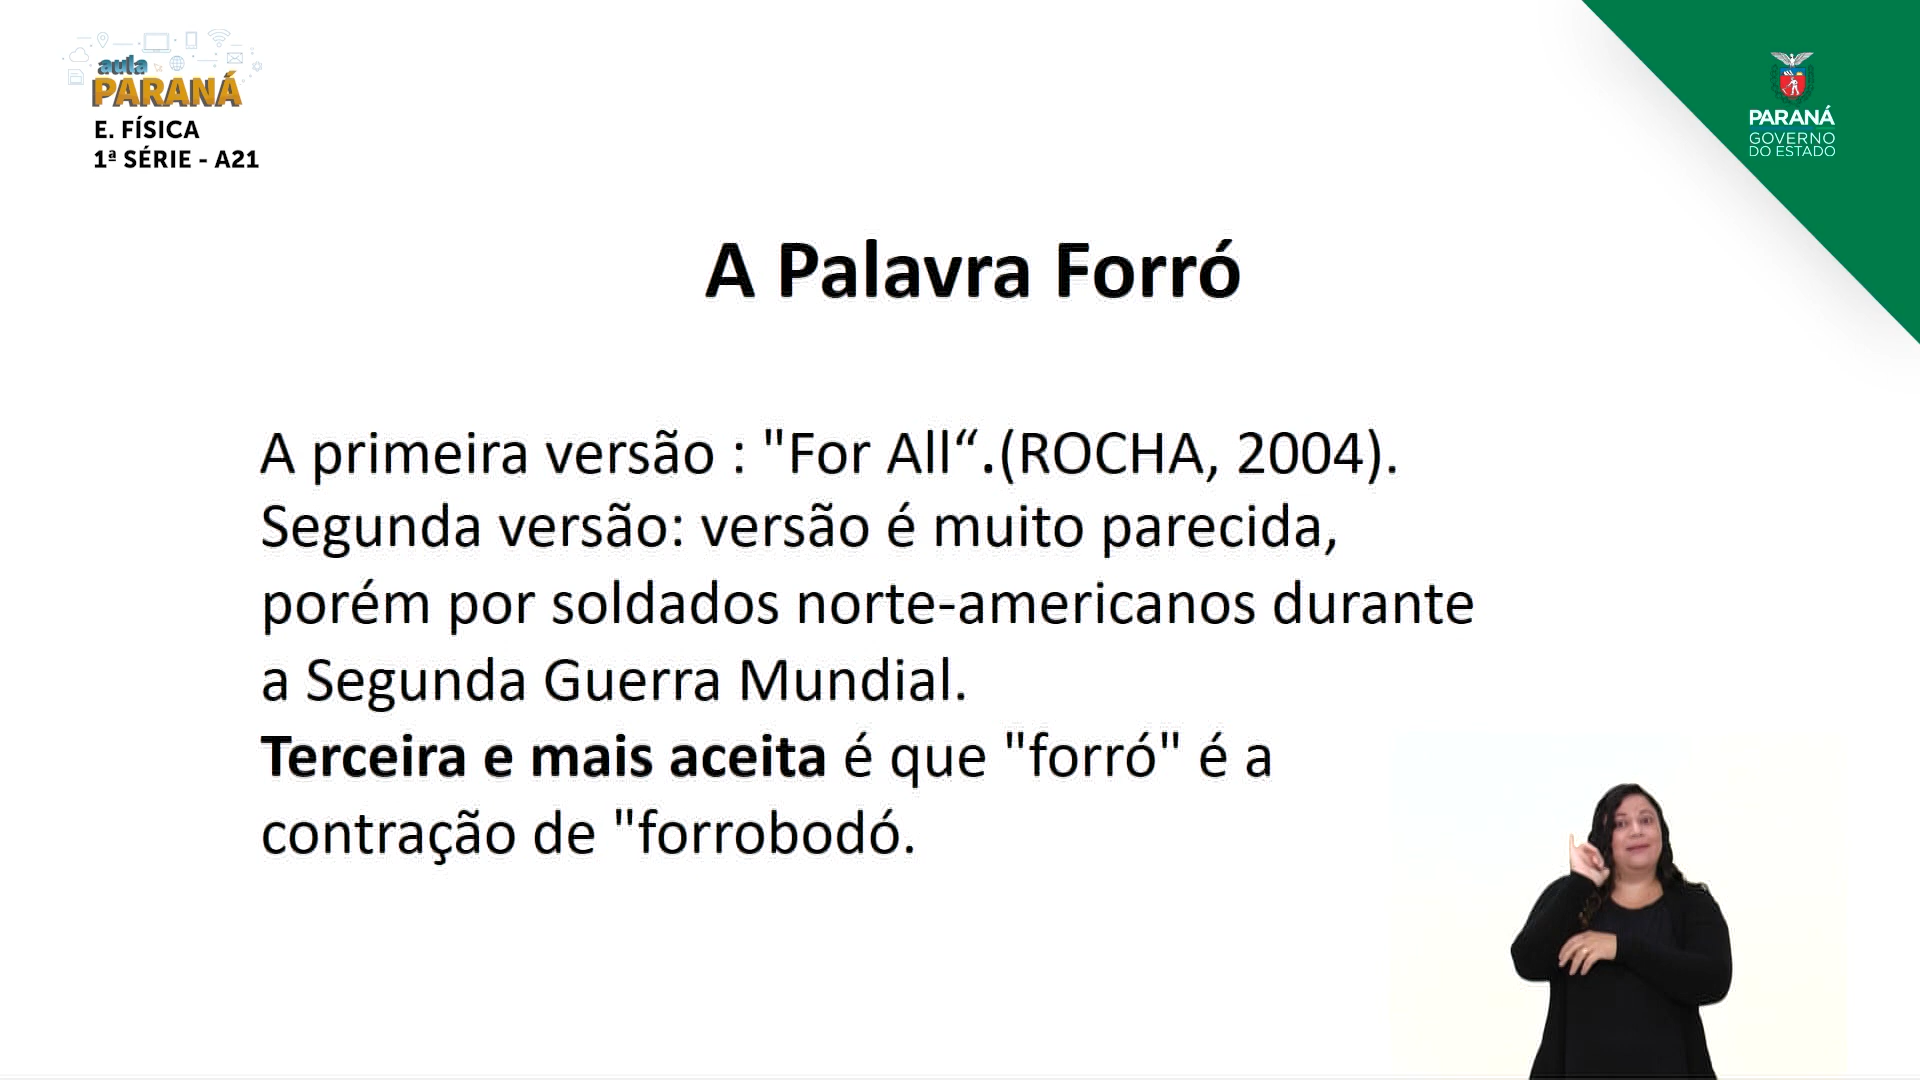 aula
PARANÁ
E. FÍSICA
1ª SÉRIE - A21
PARANÁ
GOVERNO
DO ESTADO
A Palavra Forró
A primeira versão : "For All“.(ROCHA, 2004).
Segunda versão: versão é muito parecida,
porém por soldados norte-americanos durante
a Segunda Guerra Mundial.
Terceira e mais aceita é que "forró" é a
contração de "forrobodó.